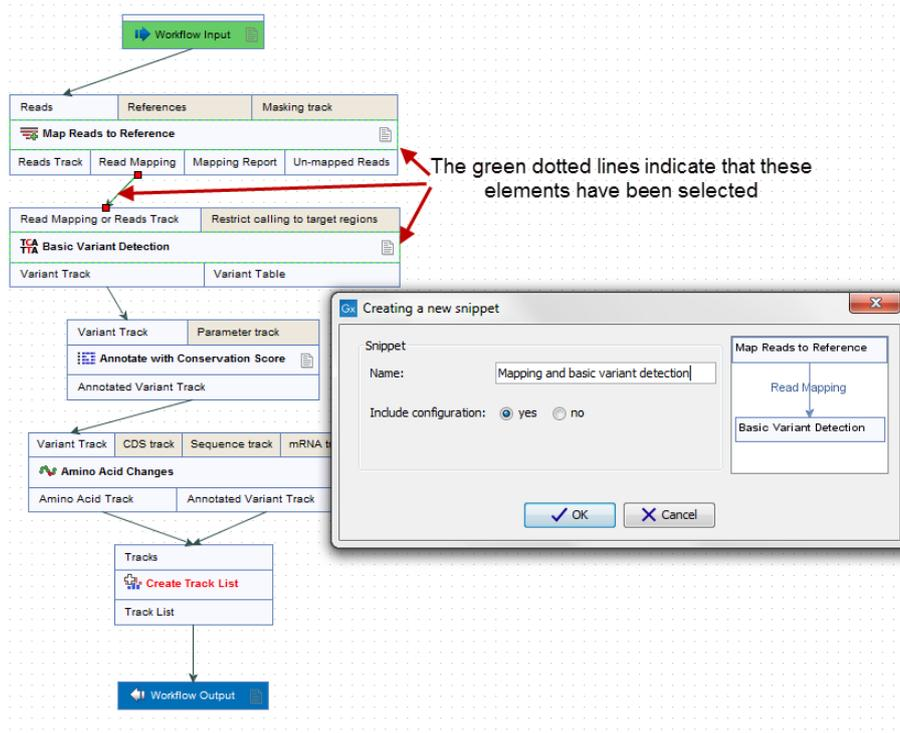 Workflow Input
Reads References Masking track
Map Reads to Reference
Reads Track Read Mapping Mapping Report Un-mapped Reads
The green dotted lines indicate that these
elements have been selected
Read Mapping or Reads Track Restrict calling to target regions
TCA
TTA
Basic Variant Detection
Variant Track Variant Table
Variant Track Parameter track
Annotate with Conservation Score
Annotated Variant Track
Variant Track CDS track Sequence track mRNA
Amino Acid Changes
Amino Acid Track Annotated Variant Track
Tracks
Create Track List
Track List
Workflow Output
Gx Creating a new snippet
Snippet
Name: Mapping and basic variant detection
Include configuration: yes no
Map Reads to Reference
Read Mapping
Basic Variant Detection
OK Cancel